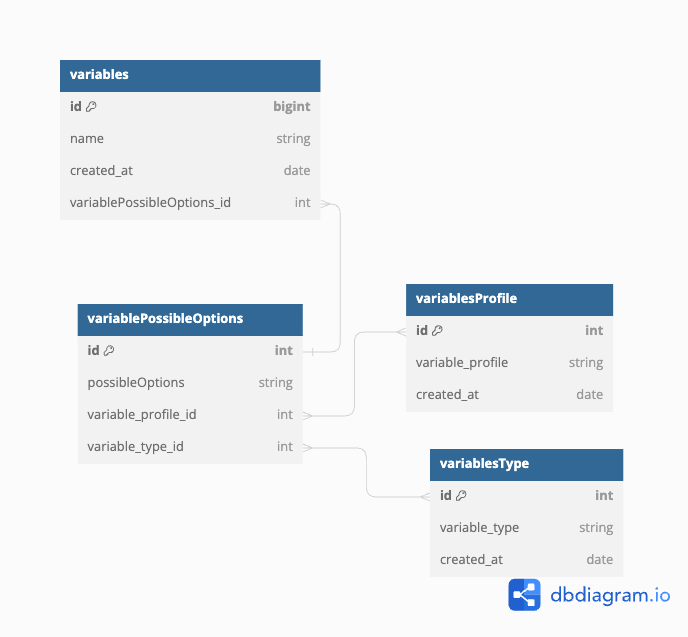 variables
id bigint
name string
created_at date
variablePossibleOptions_id int
variablePossibleOptions
id int
possibleOptions string
variable_profile_id int
variable_type_id int
variablesProfile
id int
variable_profile string
created_at date
variablesType
id int
variable_type string
created_at date
dbdiagram.io